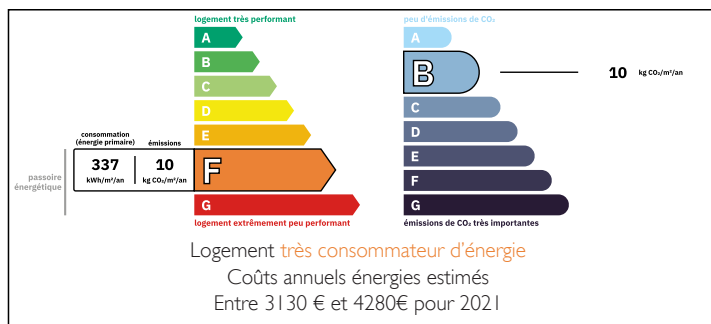 logement très performant
A
B
C
D
E
consommation
(énergie primaire)
émissions
337
kWh/m²/an
10
kg CO₂/m²/an
F
passoire
énergétique
G
logement extrêmement peu performant
peu d'émissions de CO₂
A
B
10 kg CO₂/m²/an
C
D
E
F
G
émissions de CO₂ très importantes
Logement très consommateur d'énergie
Coûts annuels énergies estimés
Entre 3130 € et 4280€ pour 2021